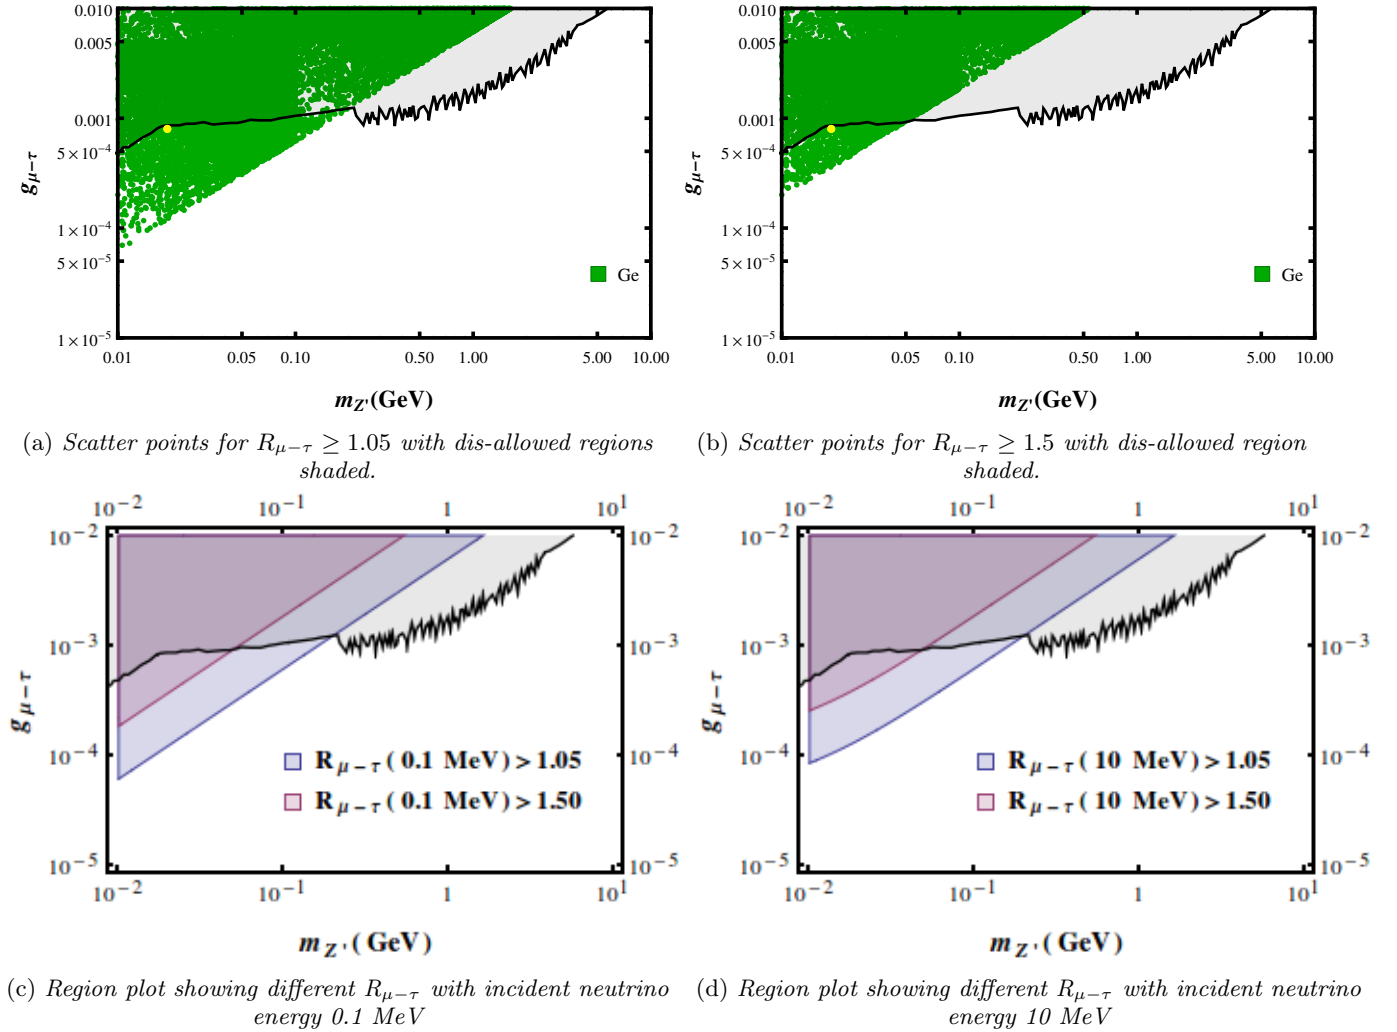 0.010
0.005
0.001
5×10⁻⁴
1×10⁻⁴
5×10⁻⁵
1×10⁻⁵
g_{μ−τ}
Ge
0.01 0.05 0.10 0.50 1.00 5.00 10.00
m_{Z'}(GeV)
0.010
0.005
0.001
5×10⁻⁴
1×10⁻⁴
5×10⁻⁵
1×10⁻⁵
g_{μ−τ}
Ge
0.01 0.05 0.10 0.50 1.00 5.00 10.00
m_{Z'}(GeV)
(a) Scatter points for R_{μ−τ} ≥ 1.05 with dis-allowed regions
shaded.
(b) Scatter points for R_{μ−τ} ≥ 1.5 with dis-allowed region
shaded.
10⁻² 10⁻¹ 1 10¹
10⁻² 10⁻²
10⁻³ 10⁻³
10⁻⁴ 10⁻⁴
10⁻⁵ 10⁻⁵
g_{μ−τ}
R_{μ−τ}(0.1 MeV)>1.05
R_{μ−τ}(0.1 MeV)>1.50
10⁻² 10⁻¹ 1 10¹
m_{Z'}(GeV)
10⁻² 10⁻¹ 1 10¹
10⁻² 10⁻²
10⁻³ 10⁻³
10⁻⁴ 10⁻⁴
10⁻⁵ 10⁻⁵
g_{μ−τ}
R_{μ−τ}(10 MeV)>1.05
R_{μ−τ}(10 MeV)>1.50
10⁻² 10⁻¹ 1 10¹
m_{Z'}(GeV)
(c) Region plot showing different R_{μ−τ} with incident neutrino
energy 0.1 MeV
(d) Region plot showing different R_{μ−τ} with incident neutrino
energy 10 MeV